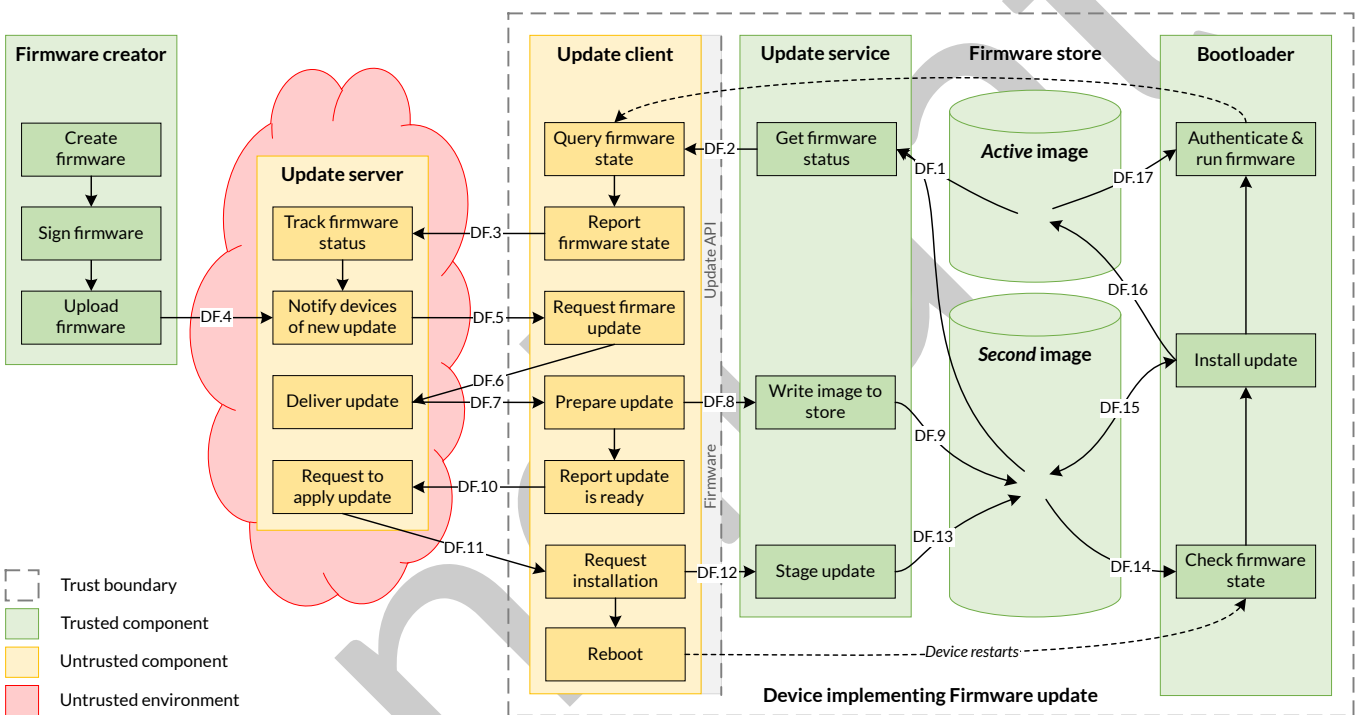 Firmware creator
Create
firmware
Sign firmware
Upload
firmware
DF.4
Update server
Track firmware
status
Notify devices
of new update
Deliver update
Request to
apply update
DF.3
DF.5
DF.6
DF.7
DF.10
DF.11
Update client
Query firmware
state
Report
firmware state
Request firmare
update
Prepare update
Report update
is ready
Request
installation
Reboot
Firmware
Update API
DF.2
DF.8
DF.12
Update service
Get firmware
status
Write image to
store
Stage update
DF.1
DF.9
DF.13
Firmware store
Active image
Second image
DF.17
DF.16
DF.15
DF.14
Bootloader
Authenticate &
run firmware
Install update
Check firmware
state
Device restarts
Device implementing Firmware update
Trust boundary
Trusted component
Untrusted component
Untrusted environment